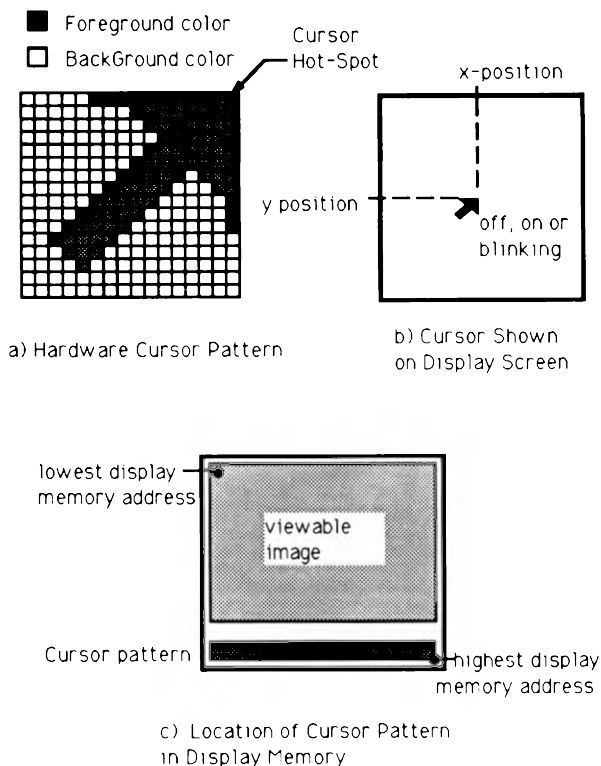 Foreground color
BackGround color
Cursor
Hot-Spot
x-position
y position
off, on or
blinking
a) Hardware Cursor Pattern
b) Cursor Shown
on Display Screen
lowest display
memory address
viewable
image
Cursor pattern
highest display
memory address
c) Location of Cursor Pattern
in Display Memory